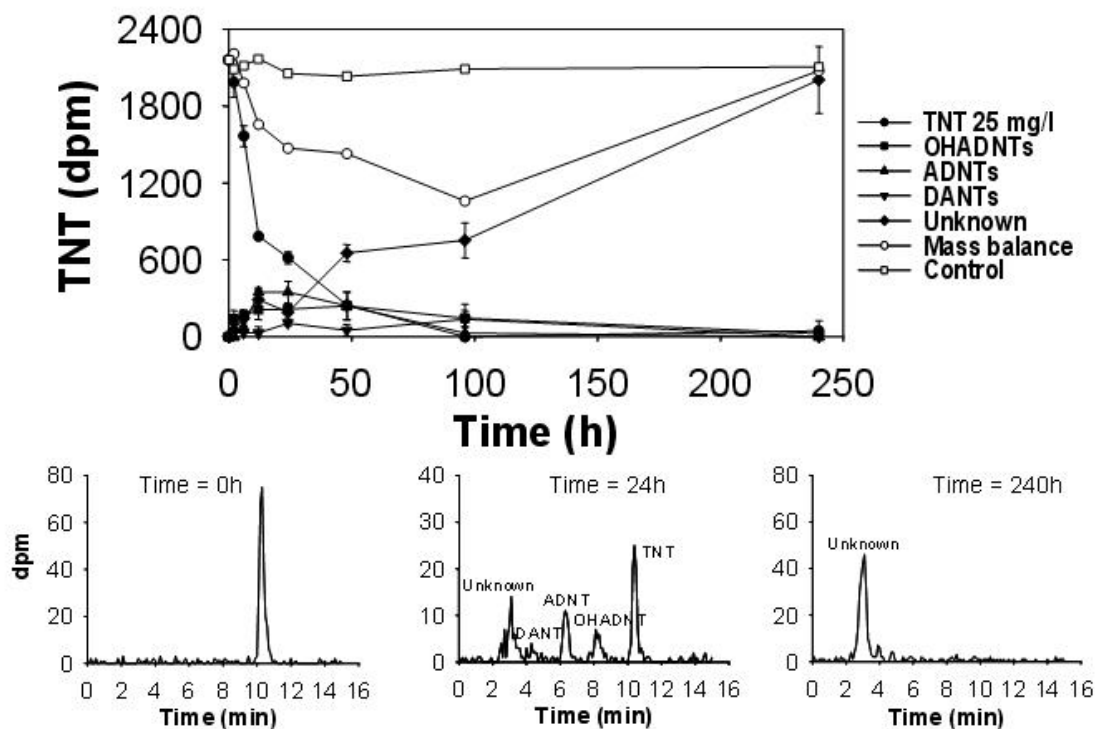 2400
1800
1200
600
0
TNT (dpm)
0 50 100 150 200 250
Time (h)
TNT 25 mg/l
OHADNTs
ADNTs
DANTs
Unknown
Mass balance
Control
80
60
40
20
0
dpm
Time = 0h
0 2 4 6 8 10 12 14 16
Time (min)
40
30
20
10
0
Time = 24h
Unknown
DANT
ADNT
OHADNT
TNT
0 2 4 6 8 10 12 14 16
Time (min)
80
60
40
20
0
Time = 240h
Unknown
0 2 4 6 8 10 12 14 16
Time (min)